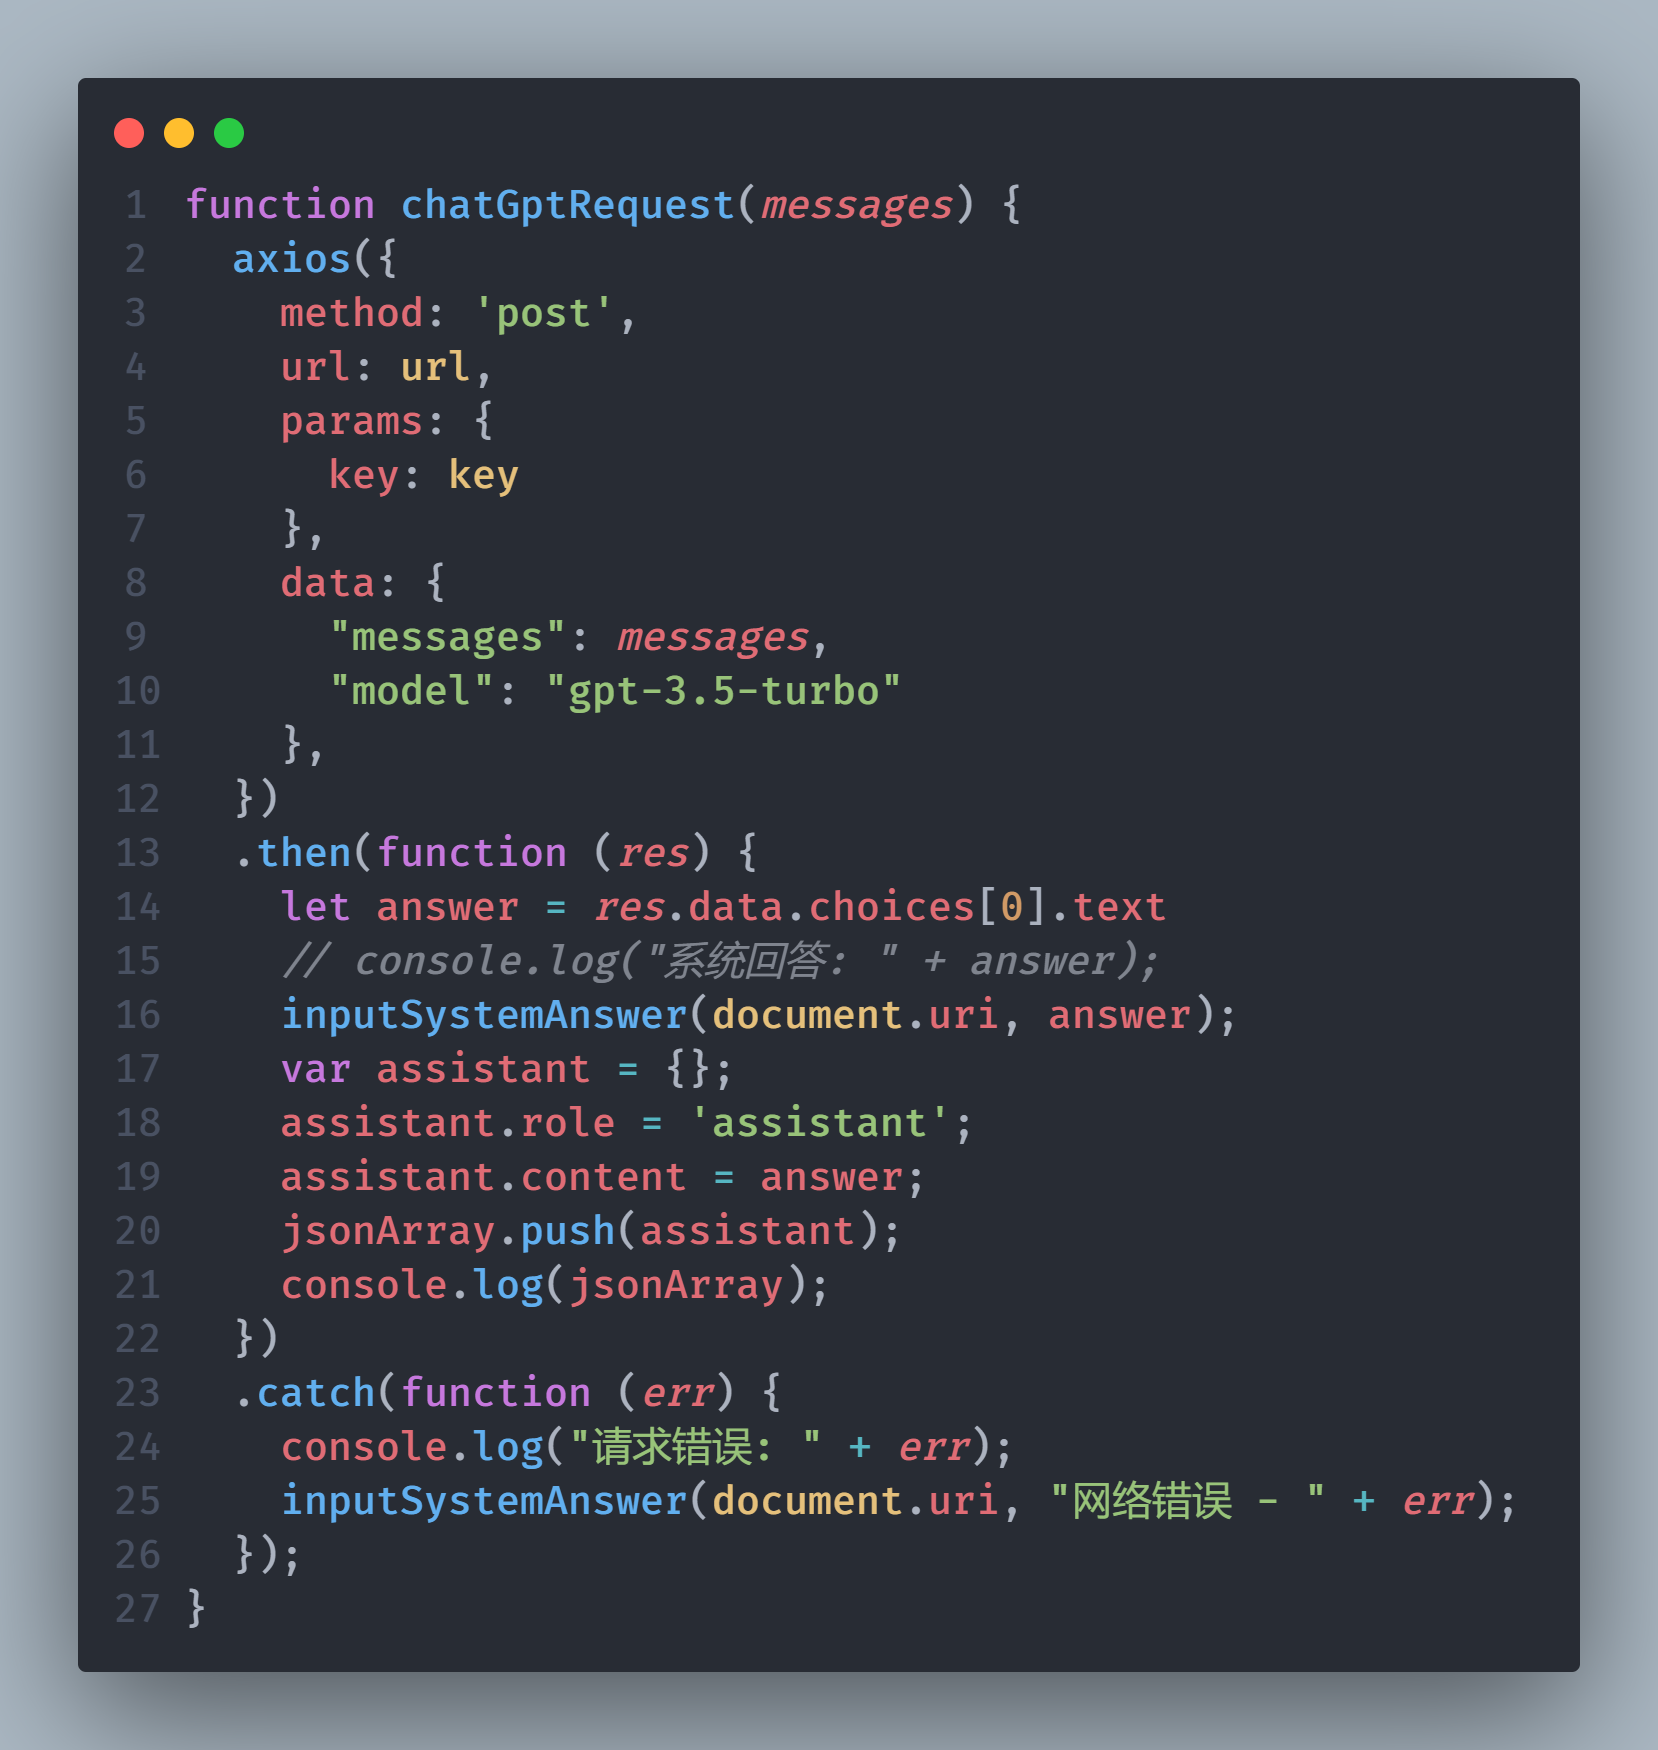 1 function chatGptRequest(messages) {
2   axios({
3     method: 'post',
4     url: url,
5     params: {
6       key: key
7     },
8     data: {
9       "messages": messages,
10       "model": "gpt-3.5-turbo"
11     },
12   })
13   .then(function (res) {
14     let answer = res.data.choices[0].text
15     // console.log("系统回答: " + answer);
16     inputSystemAnswer(document.uri, answer);
17     var assistant = {};
18     assistant.role = 'assistant';
19     assistant.content = answer;
20     jsonArray.push(assistant);
21     console.log(jsonArray);
22   })
23   .catch(function (err) {
24     console.log("请求错误: " + err);
25     inputSystemAnswer(document.uri, "网络错误 - " + err);
26   });
27 }